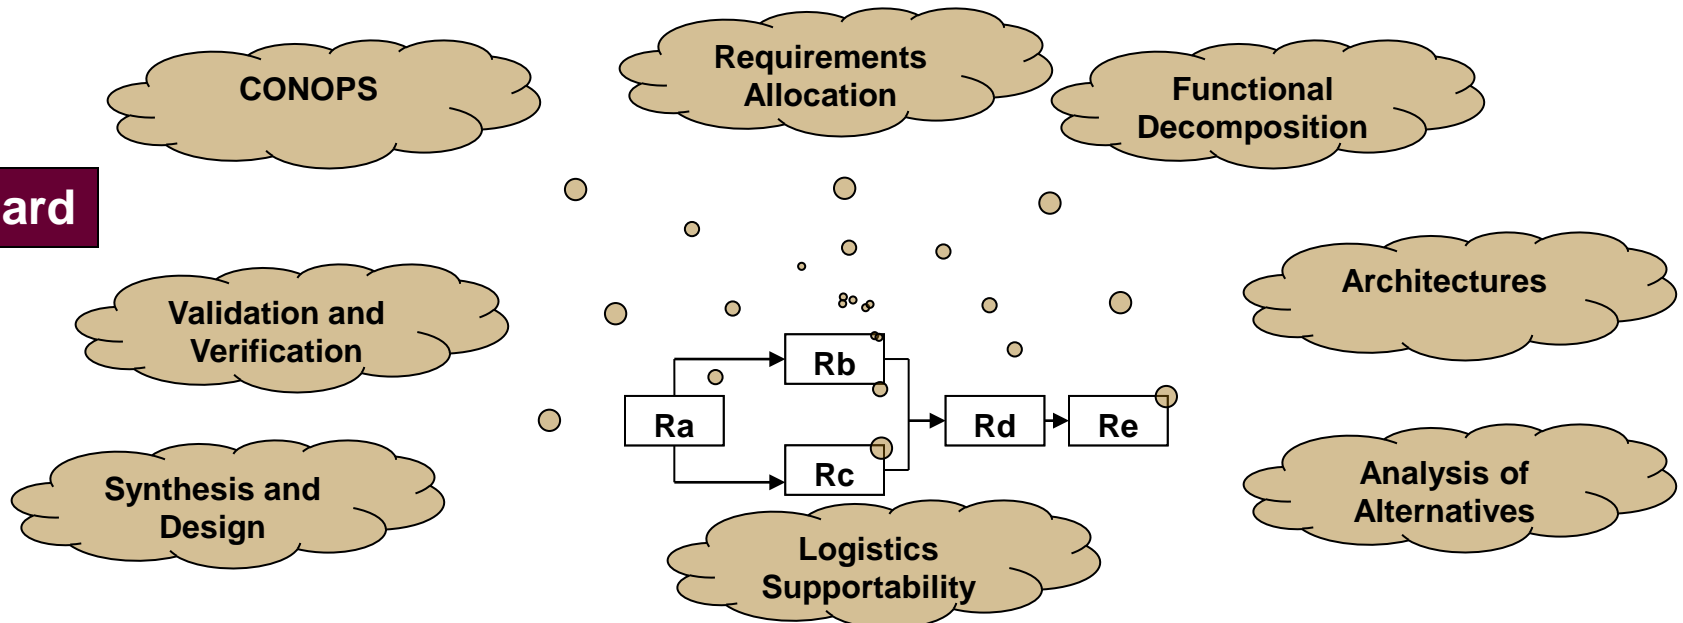 CONOPS
Requirements
Allocation
Functional
Decomposition
ard
Validation and
Verification
Architectures
Rb
Ra
Rd
Re
Rc
Synthesis and
Design
Analysis of
Alternatives
Logistics
Supportability